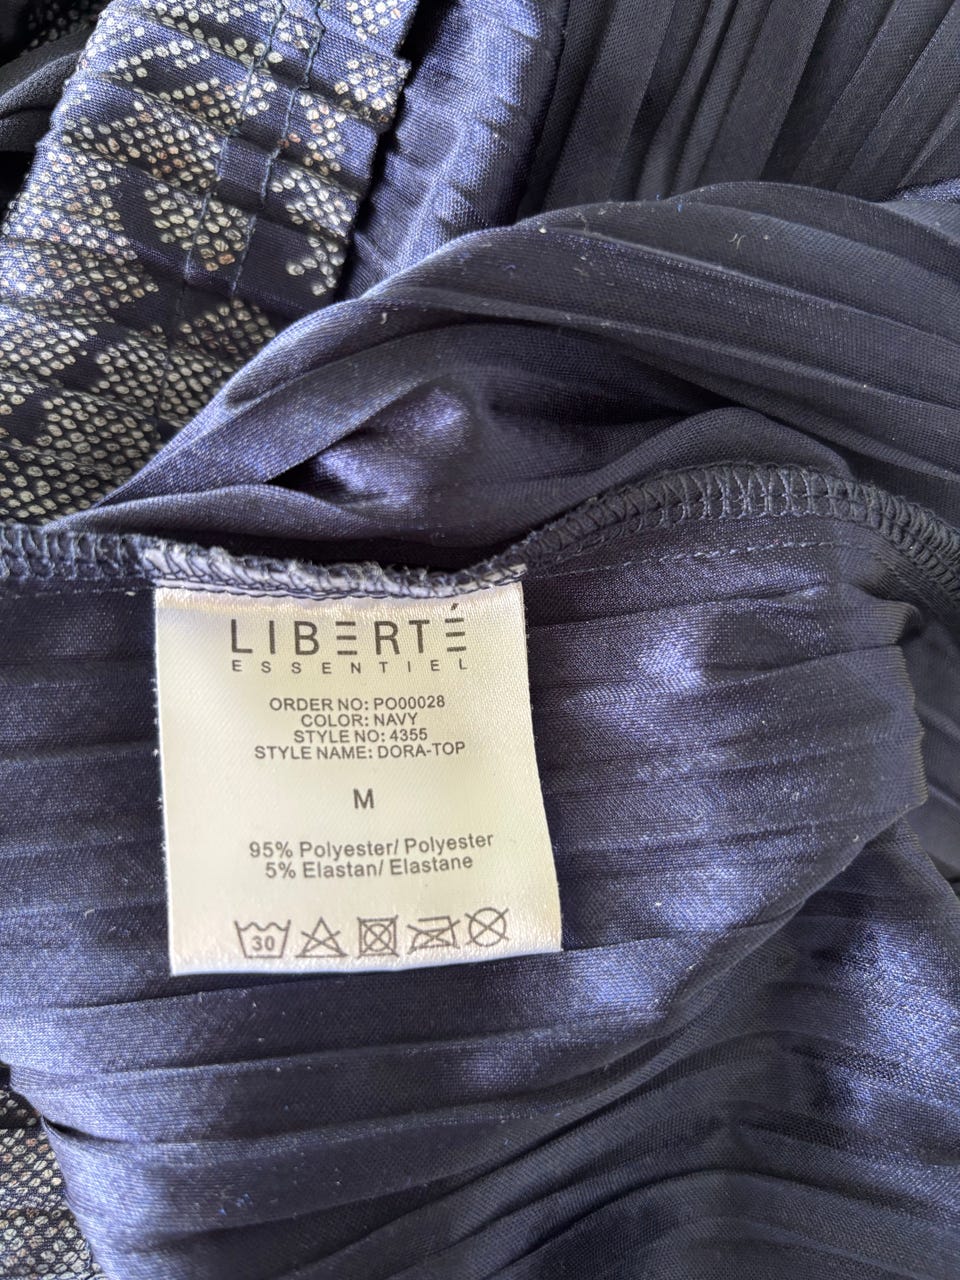 LIBERTÉ
ESSENTIEL
ORDER NO: PO00028
COLOR: NAVY
STYLE NO: 4355
STYLE NAME: DORA-TOP
M
95% Polyester/ Polyester
5% Elastan/ Elastane
30